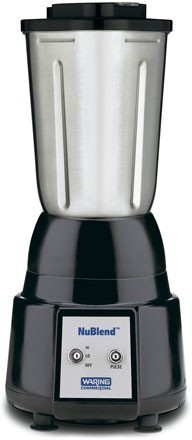 NuBlend™
HI
LO
OFF
PULSE
WARING
COMMERCIAL